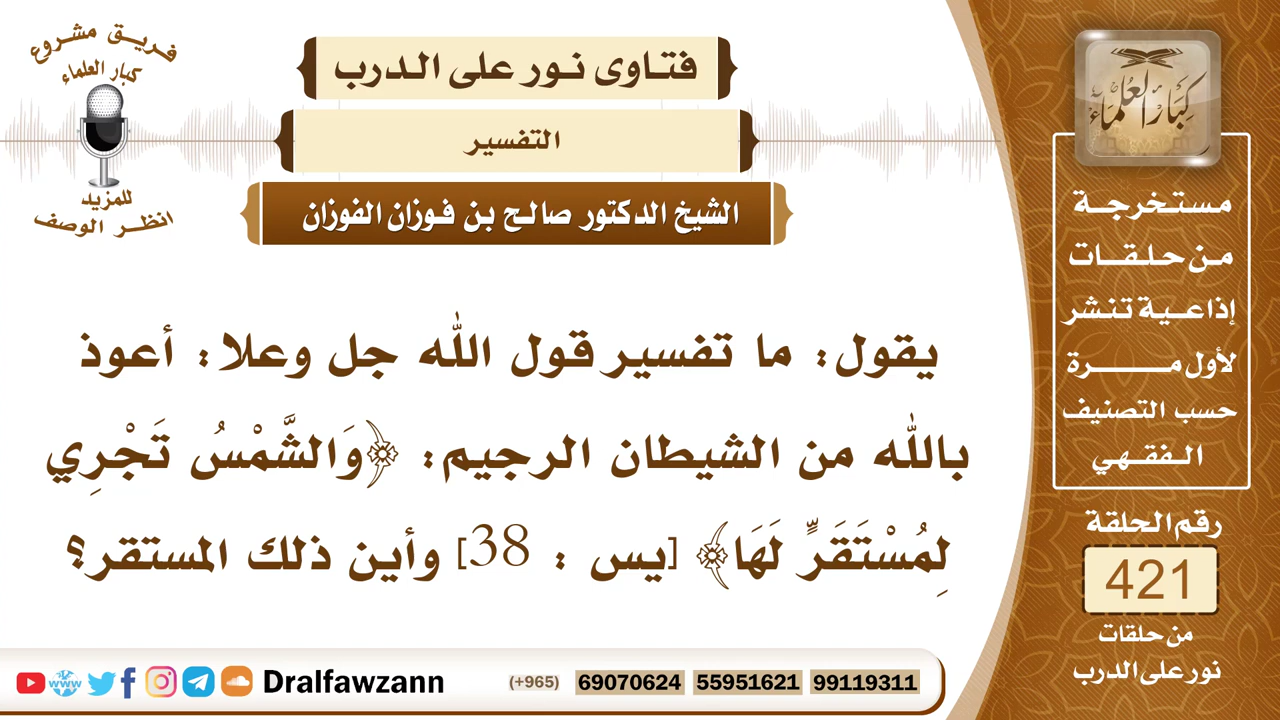 فريق مشروع
كبار العلماء
للمزيد
انظر الوصف
فتاوى نور على الدرب
التفسير
الشيخ الدكتور صالح بن فوزان الفوزان
يقول: ما تفسير قول الله جل وعلا: أعوذ
بالله من الشيطان الرجيم: ﴿وَالشَّمْسُ تَجْرِي
لِمُسْتَقَرٍّ لَهَا﴾ [يس : 38] وأين ذلك المستقر؟
كبار العلماء
مستخرجة
من حلقات
إذاعية تنشر
لأول مرة
حسب التصنيف
الفقهي
رقم الحلقة
421
من حلقات
نور على الدرب
www Dralfawzann (+965) 69070624 55951621 99119311